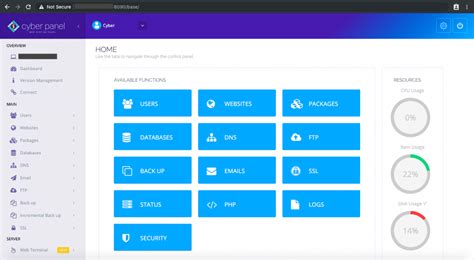 Not Secure
:8090/base/
cyber panel
WEB HOSTING PANEL
Cyber
OVERVIEW
Dashboard
Version Management
Connect
MAIN
Users
Websites
Packages
Databases
DNS
Email
FTP
Back up
Incremental Back up
SSL
SERVER
Web Terminal
HOME
Use the tabs to navigate through the control panel.
AVAILABLE FUNCTIONS
USERS
WEBSITES
PACKAGES
DATABASES
DNS
FTP
BACK UP
EMAILS
SSL
STATUS
PHP
LOGS
SECURITY
RESOURCES
CPU Usage
0%
Ram Usage
22%
Disk Usage '/'
14%